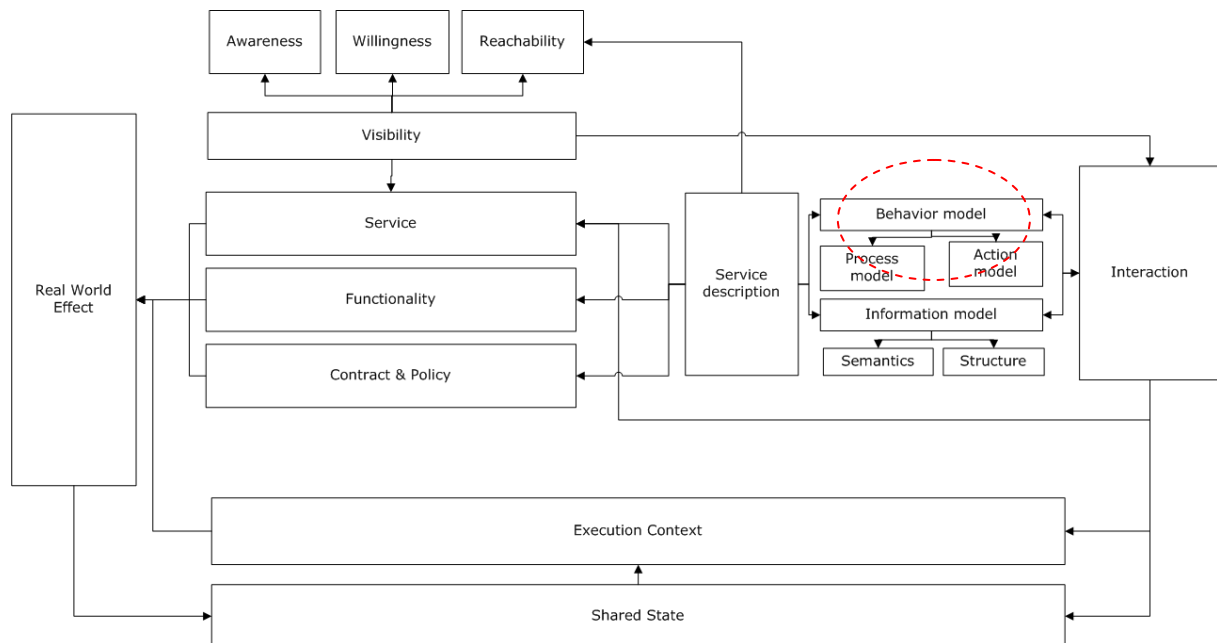 Awareness
Willingness
Reachability
Visibility
Service
Functionality
Contract & Policy
Real World
Effect
Service
description
Behavior model
Process
model
Action
model
Information model
Semantics
Structure
Interaction
Execution Context
Shared State